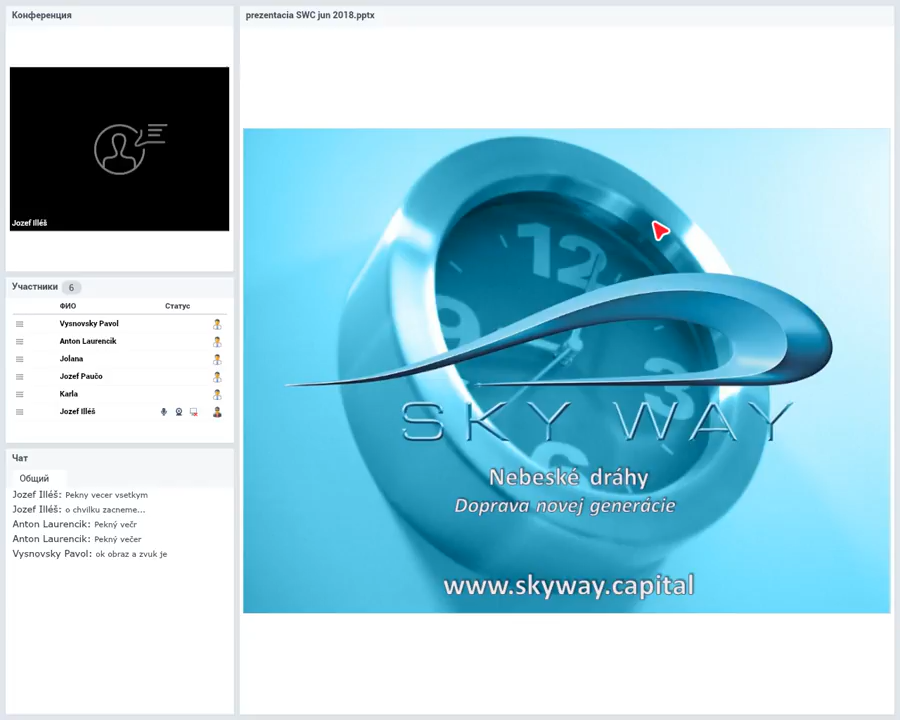 Конференция
Jozef Illéš
Участники 6
ФИО Статус
Vysnovsky Pavol
Anton Laurencik
Jolana
Jozef Paučo
Karla
Jozef Illéš
Чат
Общий
Jozef Illéš: Pekny vecer vsetkym
Jozef Illéš: o chvilku zacneme...
Anton Laurencik: Pekný večr
Anton Laurencik: Pekný večer
Vysnovsky Pavol: ok obraz a zvuk je
prezentacia SWC jun 2018.pptx
12
9
3
6
SKY WAY
Nebeské dráhy
Doprava novej generácie
www.skyway.capital